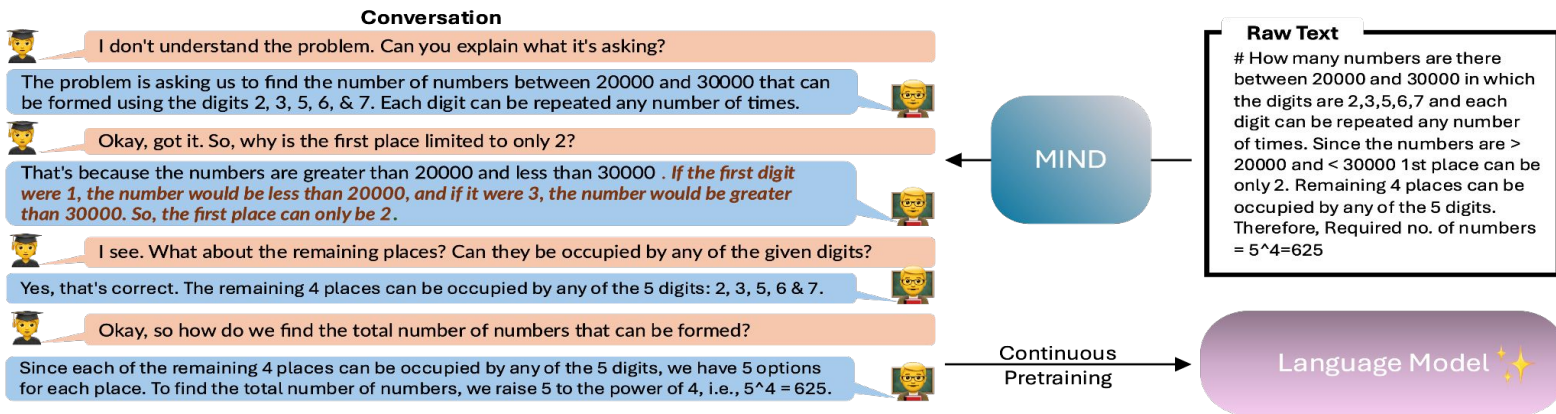 Conversation
I don't understand the problem. Can you explain what it's asking?
The problem is asking us to find the number of numbers between 20000 and 30000 that can
be formed using the digits 2, 3, 5, 6, & 7. Each digit can be repeated any number of times.
Okay, got it. So, why is the first place limited to only 2?
That's because the numbers are greater than 20000 and less than 30000 . If the first digit
were 1, the number would be less than 20000, and if it were 3, the number would be greater
than 30000. So, the first place can only be 2.
I see. What about the remaining places? Can they be occupied by any of the given digits?
Yes, that's correct. The remaining 4 places can be occupied by any of the 5 digits: 2, 3, 5, 6 & 7.
Okay, so how do we find the total number of numbers that can be formed?
Since each of the remaining 4 places can be occupied by any of the 5 digits, we have 5 options
for each place. To find the total number of numbers, we raise 5 to the power of 4, i.e., 5^4 = 625.
MIND
Raw Text
# How many numbers are there
between 20000 and 30000 in which
the digits are 2,3,5,6,7 and each
digit can be repeated any number
of times. Since the numbers are >
20000 and < 30000 1st place can be
only 2. Remaining 4 places can be
occupied by any of the 5 digits.
Therefore, Required no. of numbers
= 5^4=625
Continuous
Pretraining
Language Model